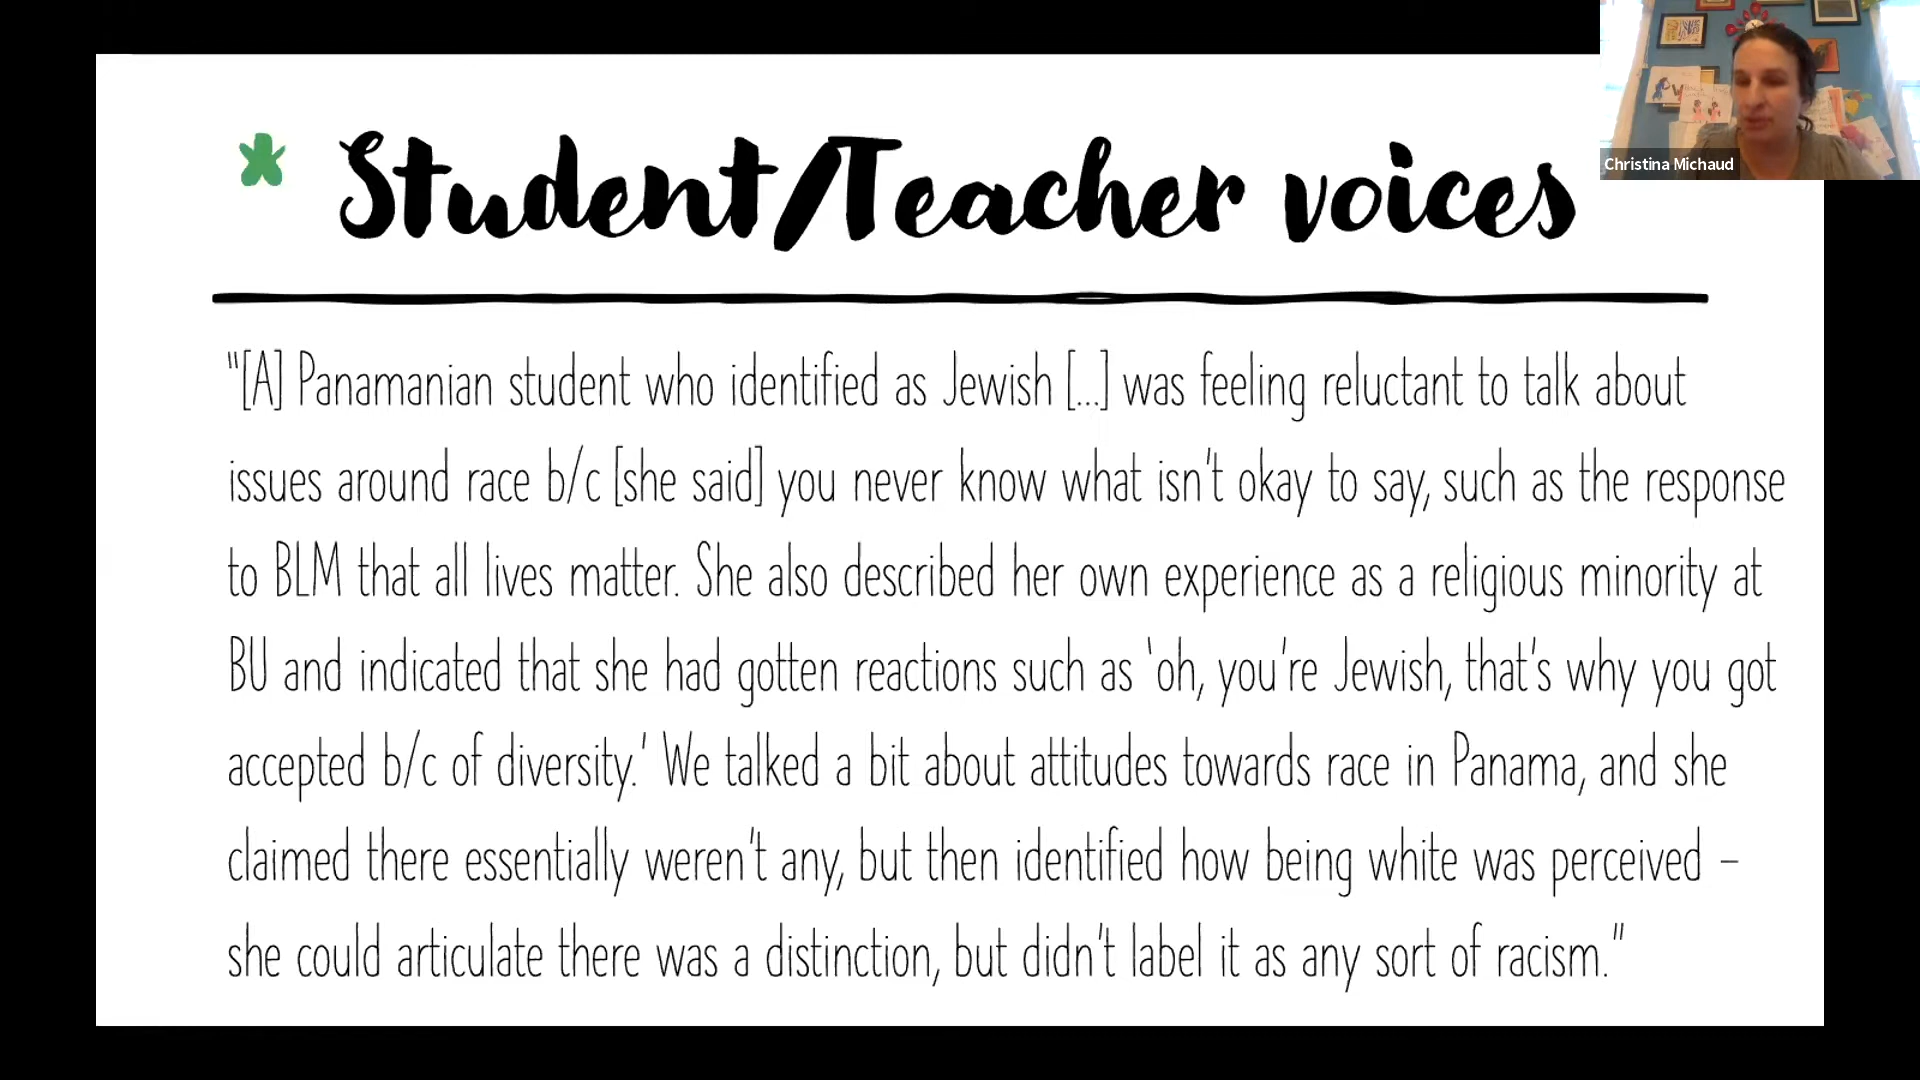 Student/Teacher voices
Christina Michaud
"[A] Panamanian student who identified as Jewish [...] was feeling reluctant to talk about
issues around race b/c [she said] you never know what isn't okay to say, such as the response
to BLM that all lives matter. She also described her own experience as a religious minority at
BU and indicated that she had gotten reactions such as 'oh, you're Jewish, that's why you got
accepted b/c of diversity.' We talked a bit about attitudes towards race in Panama, and she
claimed there essentially weren't any, but then identified how being white was perceived –
she could articulate there was a distinction, but didn't label it as any sort of racism."